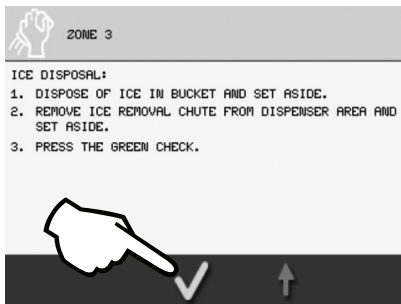 ZONE 3
ICE DISPOSAL:
1. DISPOSE OF ICE IN BUCKET AND SET ASIDE.
2. REMOVE ICE REMOVAL CHUTE FROM DISPENSER AREA AND
SET ASIDE.
3. PRESS THE GREEN CHECK.